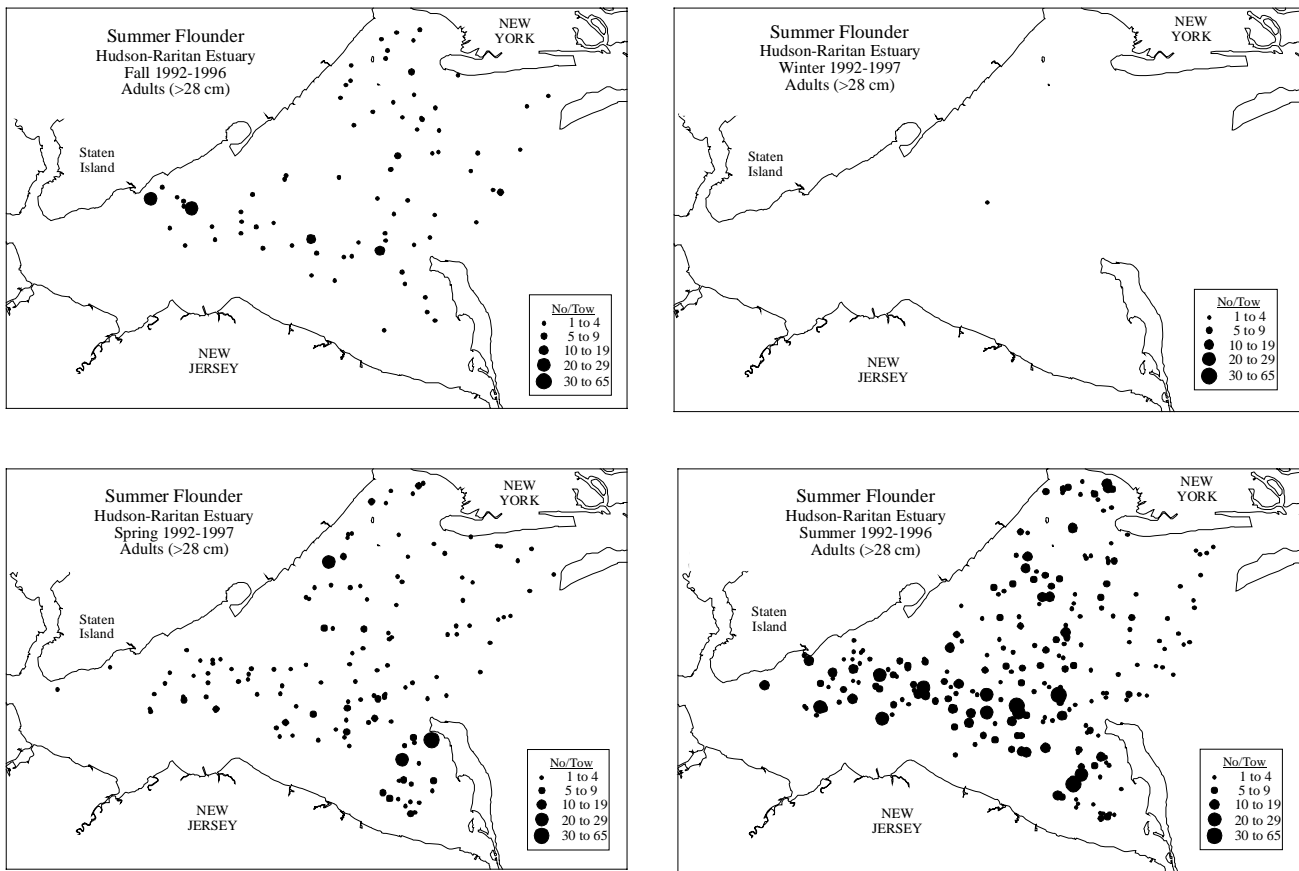 Summer Flounder
Hudson-Raritan Estuary
Fall 1992-1996
Adults (>28 cm)
NEW
YORK
Staten
Island
NEW
JERSEY
No/Tow
1 to 4
5 to 9
10 to 19
20 to 29
30 to 65
Summer Flounder
Hudson-Raritan Estuary
Winter 1992-1997
Adults (>28 cm)
NEW
YORK
Staten
Island
NEW
JERSEY
No/Tow
1 to 4
5 to 9
10 to 19
20 to 29
30 to 65
Summer Flounder
Hudson-Raritan Estuary
Spring 1992-1997
Adults (>28 cm)
NEW
YORK
Staten
Island
NEW
JERSEY
No/Tow
1 to 4
5 to 9
10 to 19
20 to 29
30 to 65
Summer Flounder
Hudson-Raritan Estuary
Summer 1992-1996
Adults (>28 cm)
NEW
YORK
Staten
Island
NEW
JERSEY
No/Tow
1 to 4
5 to 9
10 to 19
20 to 29
30 to 65